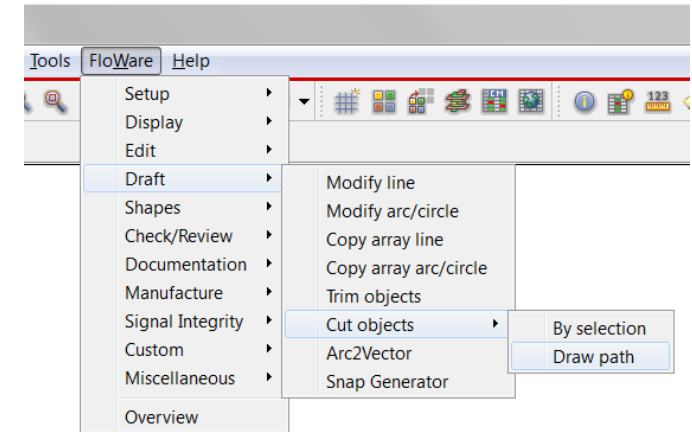 Tools FloWare Help
Setup
CM
123
Display
Edit
Draft
Modify line
Shapes
Modify arc/circle
Check/Review
Copy array line
Documentation
Copy array arc/circle
Manufacture
Trim objects
Signal Integrity
Cut objects
By selection
Custom
Arc2Vector
Draw path
Miscellaneous
Snap Generator
Overview